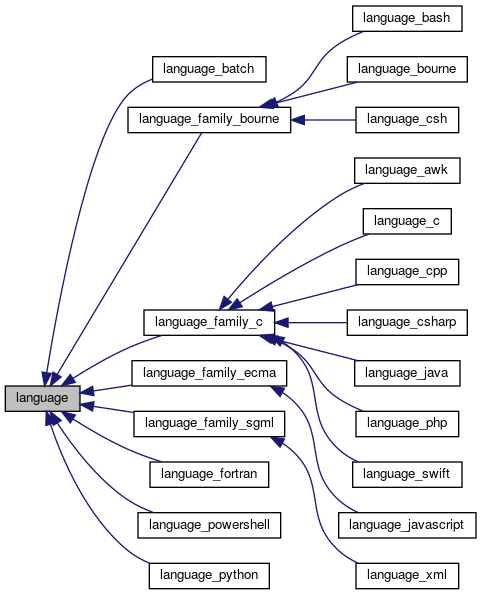 language_bash
language_batch
language_bourne
language_family_bourne
language_csh
language_awk
language_c
language_cpp
language_family_c
language_csharp
language_family_ecma
language_java
language
language_family_sgml
language_php
language_fortran
language_swift
language_powershell
language_javascript
language_python
language_xml